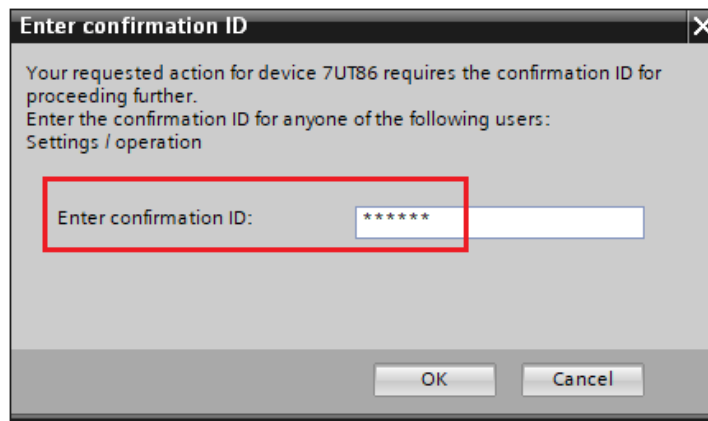 Enter confirmation ID
Your requested action for device 7UT86 requires the confirmation ID for
proceeding further.
Enter the confirmation ID for anyone of the following users:
Settings / operation
Enter confirmation ID: ******
OK Cancel